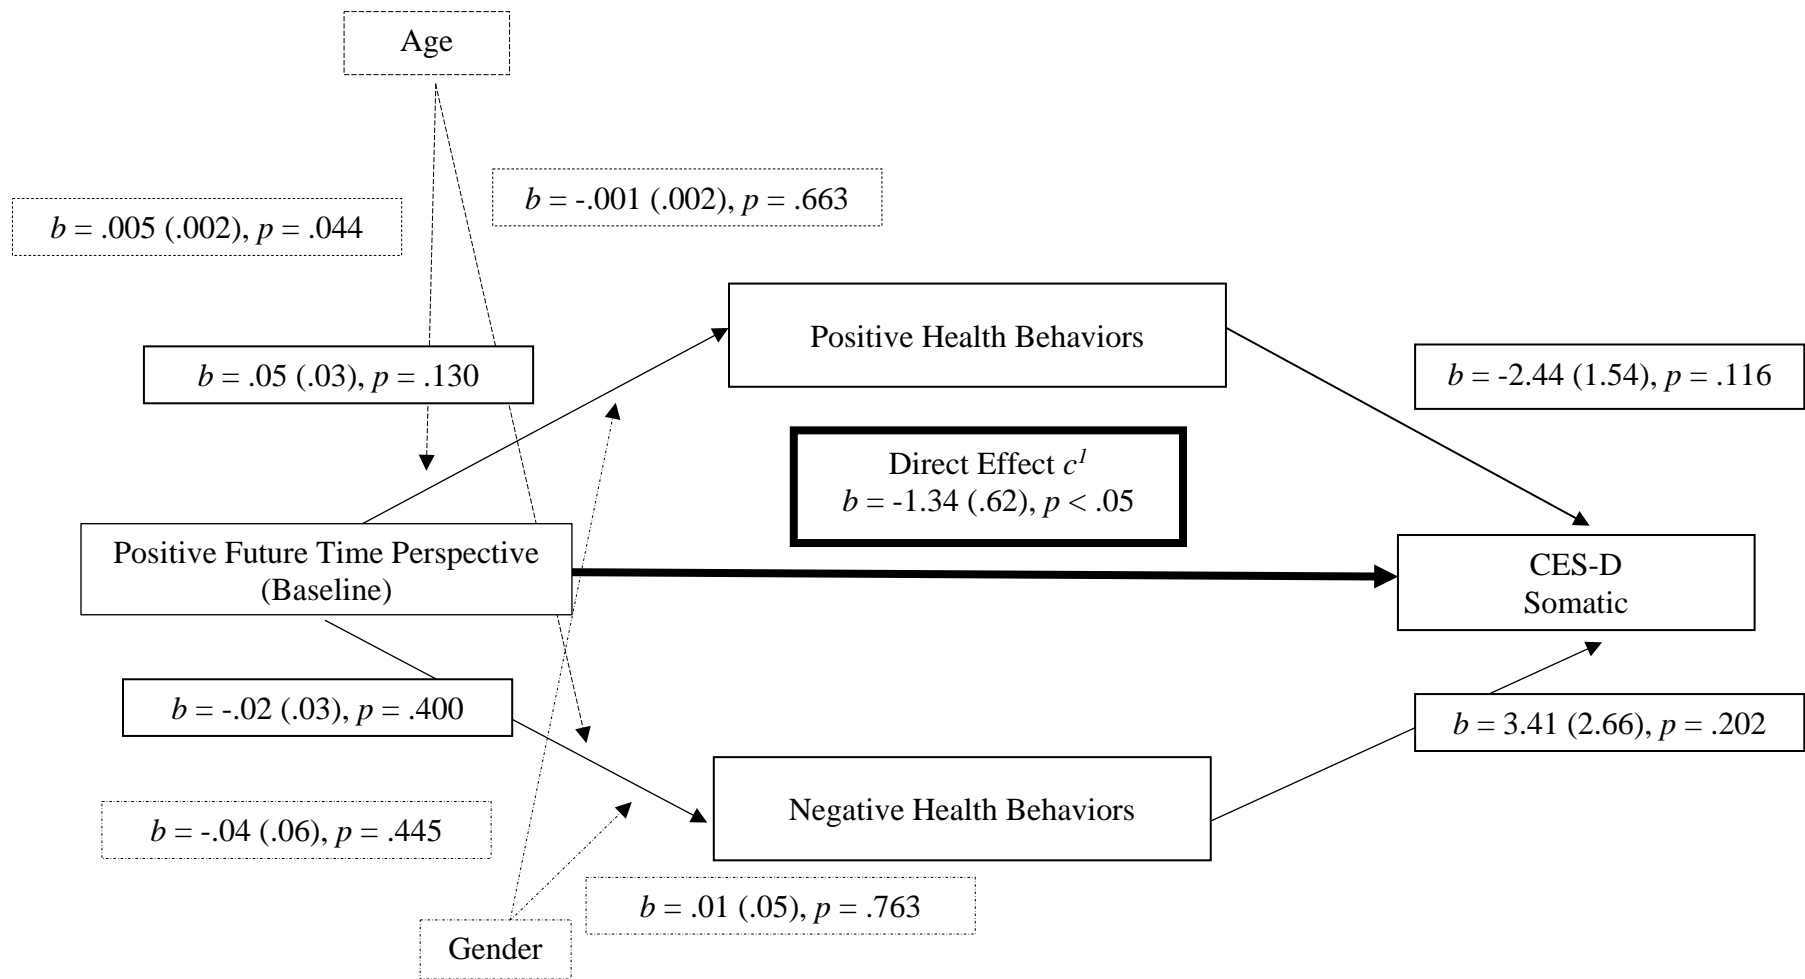 Age
b = -.001 (.002), p = .663
b = .005 (.002), p = .044
Positive Health Behaviors
b = .05 (.03), p = .130
b = -2.44 (1.54), p = .116
Direct Effect c¹
b = -1.34 (.62), p < .05
Positive Future Time Perspective
(Baseline)
CES-D
Somatic
b = -.02 (.03), p = .400
b = 3.41 (2.66), p = .202
Negative Health Behaviors
b = -.04 (.06), p = .445
b = .01 (.05), p = .763
Gender